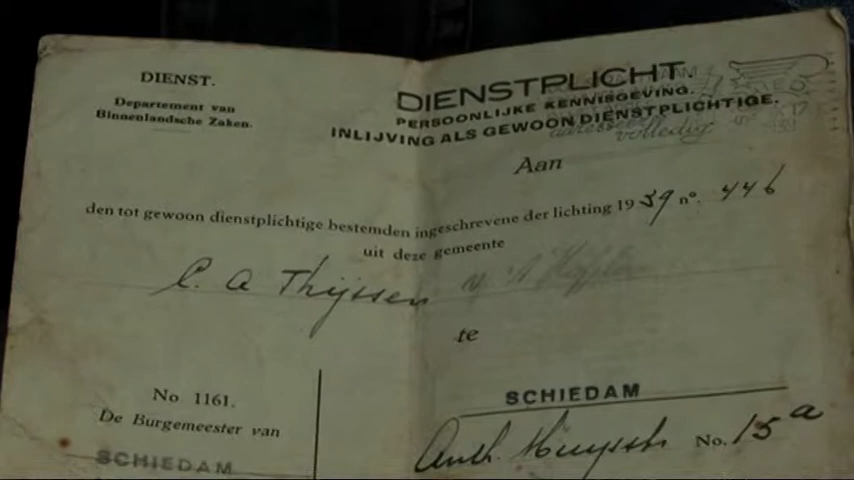 DIENST.
Departement van
Binnenlandsche Zaken.
DIENSTPLICHT
PERSOONLIJKE KENNISGEVING.
INLIJVING ALS GEWOON DIENSTPLICHTIGE.
volledig
Aan
den tot gewoon dienstplichtige bestemden ingeschrevene der lichting 1939 no. 446
uit deze gemeente
C. A Thijssen
te
No 1161.
De Burgemeester van
SCHIEDAM
SCHIEDAM
Anth. No. 15a